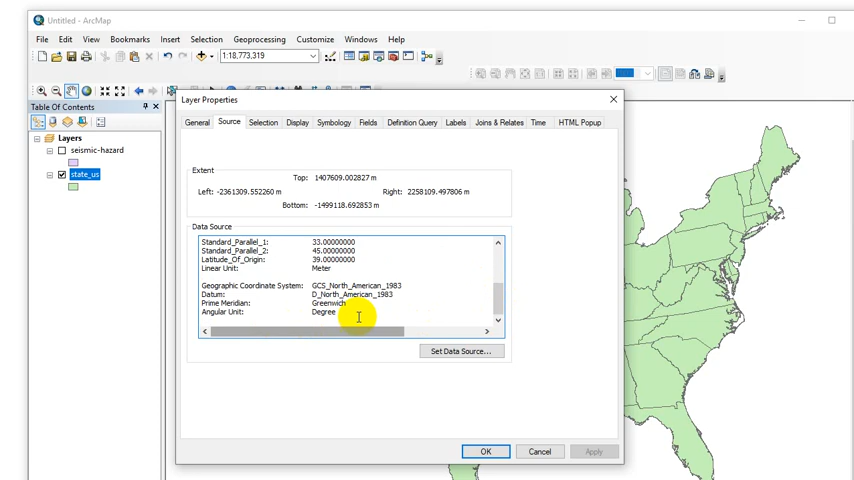 Untitled - ArcMap
File Edit View Bookmarks Insert Selection Geoprocessing Customize Windows Help
1:18,773,319
Table Of Contents
Layers
seismic-hazard
state_us
Layer Properties
General Source Selection Display Symbology Fields Definition Query Labels Joins & Relates Time HTML Popup
Extent
Top: 1407609.002827 m
Left: -2361309.552260 m Right: 2258109.497806 m
Bottom: -1499118.692853 m
Data Source
Standard_Parallel_1: 33.00000000
Standard_Parallel_2: 45.00000000
Latitude_Of_Origin: 39.00000000
Linear Unit: Meter
Geographic Coordinate System: GCS_North_American_1983
Datum: D_North_American_1983
Prime Meridian: Greenwich
Angular Unit: Degree
Set Data Source...
OK Cancel Apply